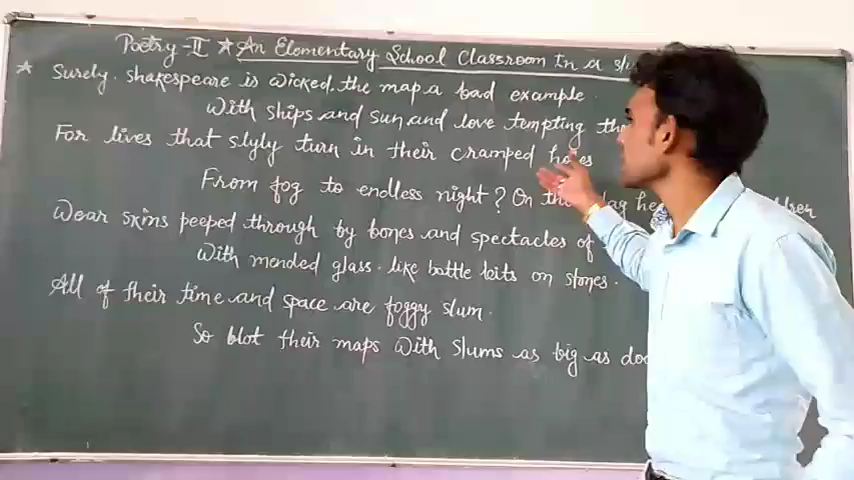 Poetry-II ★ An Elementary School Classroom In a
★ Surely. shakespeare is wicked. the map a bad example
With ships and sun and love tempting
For lives that slyly turn in their cramped holes
From fog to endless night? On
Wear skins peeped through by bones and spectacles of
With mended glass. like bottle bits on stones.
All of their time and space are foggy slum.
So blot their maps with slums as big as